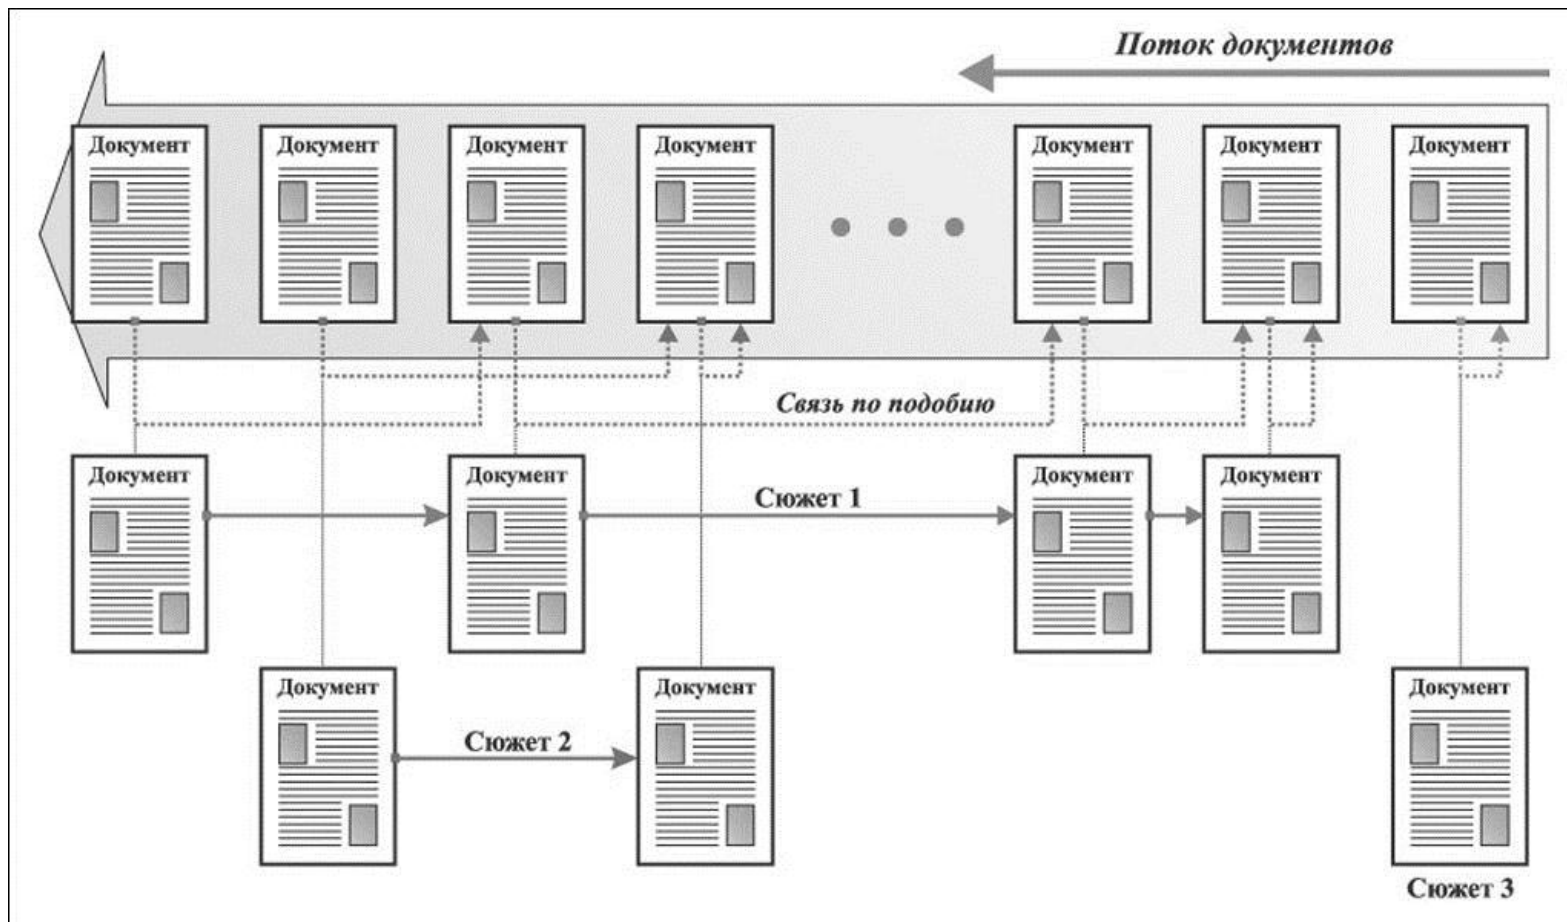 Поток документов
Документ
Документ
Документ
Документ
Документ
Документ
Документ
Связь по подобию
Документ
Документ
Сюжет 1
Документ
Документ
Документ
Сюжет 2
Документ
Документ
Сюжет 3